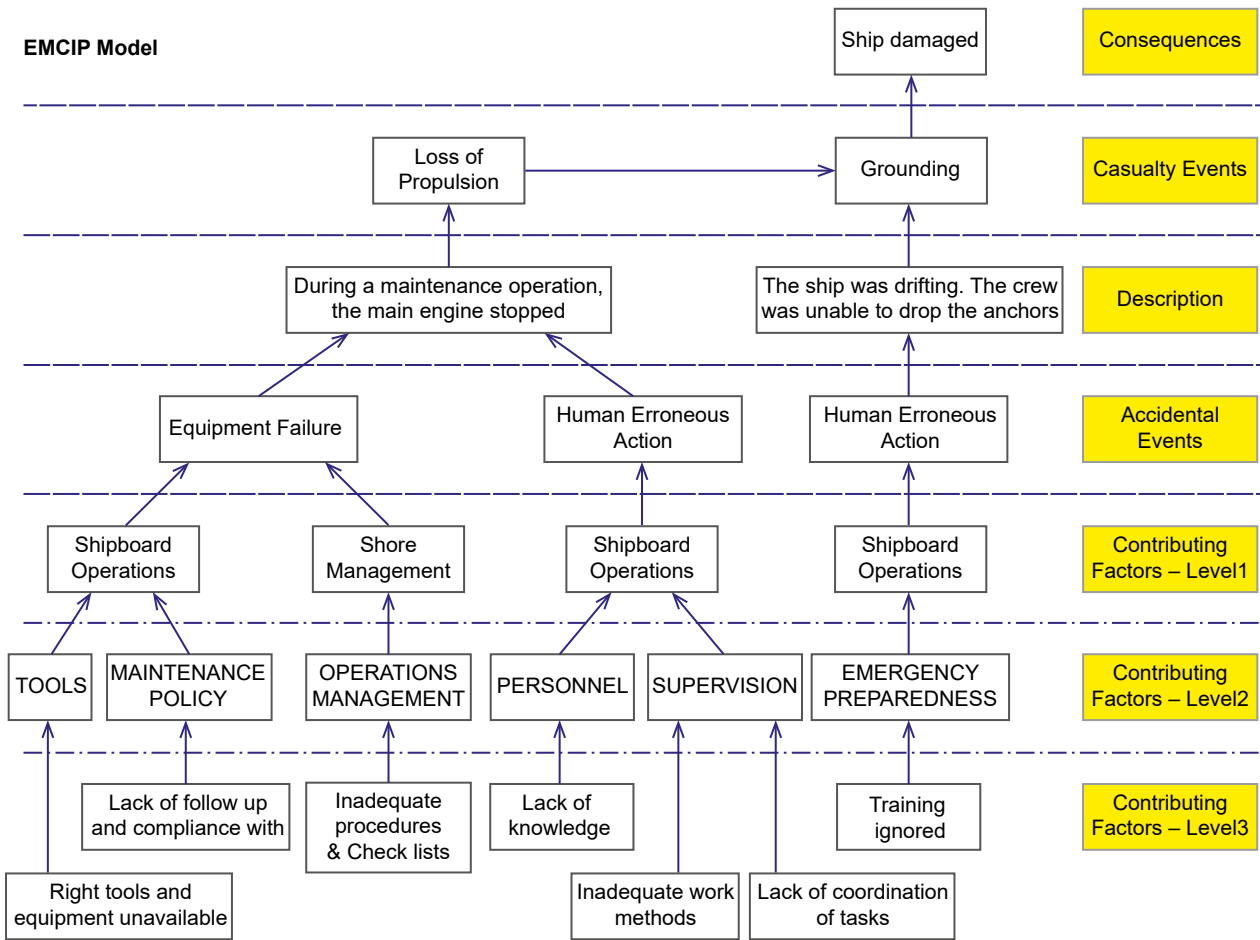 EMCIP Model
Ship damaged
Consequences
Loss of
Propulsion
Grounding
Casualty Events
During a maintenance operation,
the main engine stopped
The ship was drifting. The crew
was unable to drop the anchors
Description
Equipment Failure
Human Erroneous
Action
Human Erroneous
Action
Accidental
Events
Shipboard
Operations
Shore
Management
Shipboard
Operations
Shipboard
Operations
Contributing
Factors – Level1
TOOLS
MAINTENANCE
POLICY
OPERATIONS
MANAGEMENT
PERSONNEL
SUPERVISION
EMERGENCY
PREPAREDNESS
Contributing
Factors – Level2
Lack of follow up
and compliance with
Inadequate
procedures
& Check lists
Lack of
knowledge
Training
ignored
Contributing
Factors – Level3
Right tools and
equipment unavailable
Inadequate work
methods
Lack of coordination
of tasks